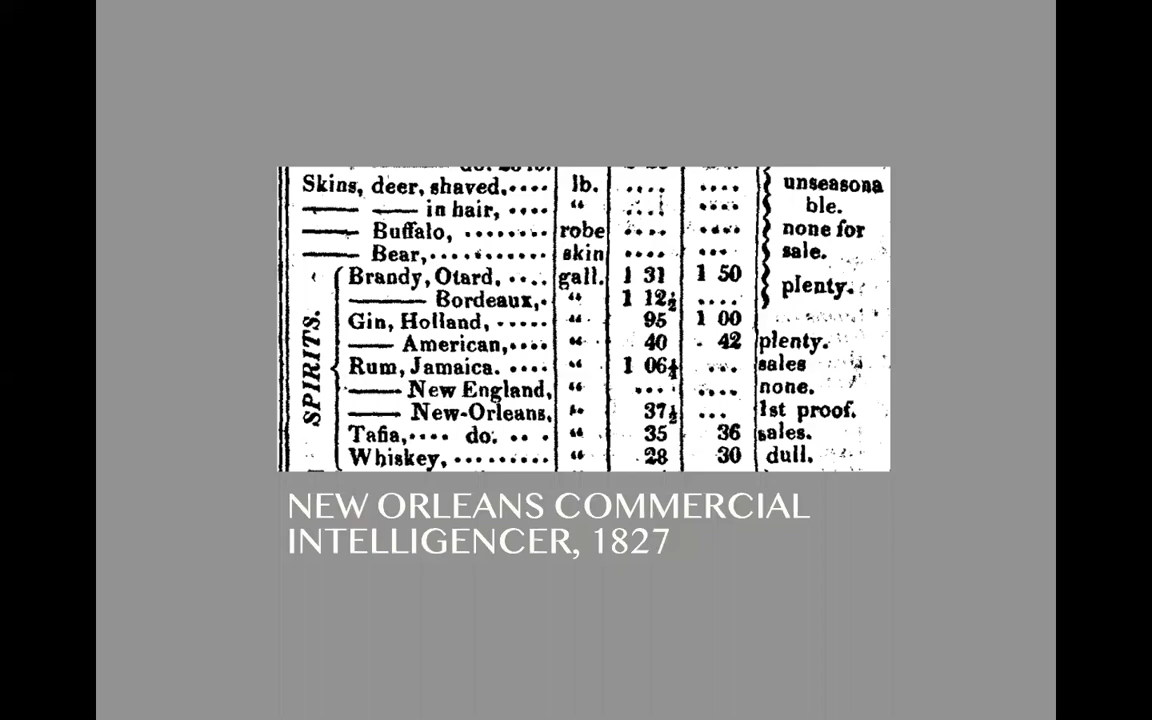 Skins, deer, shaved,.... lb. .... .... unseasona
—— —— in hair, .... “ .... .... ble.
—— Buffalo, ........ robe .... .... none for
—— Bear,........... skin .... .... sale.
Brandy, Otard, .... gall. 1 31 1 50 plenty.
—— Bordeaux,. “ 1 12½ ....
Gin, Holland, ..... “ 95 1 00
—— American,.... “ 40 42 plenty.
Rum, Jamaica. .... “ 1 06¼ ... sales
—— New England, “ .... .... none.
—— New-Orleans, “ 37½ ... 1st proof.
Tafia,.... do. .. . “ 35 36 sales.
Whiskey, ......... “ 28 30 dull.
SPIRITS.
NEW ORLEANS COMMERCIAL
INTELLIGENCER, 1827